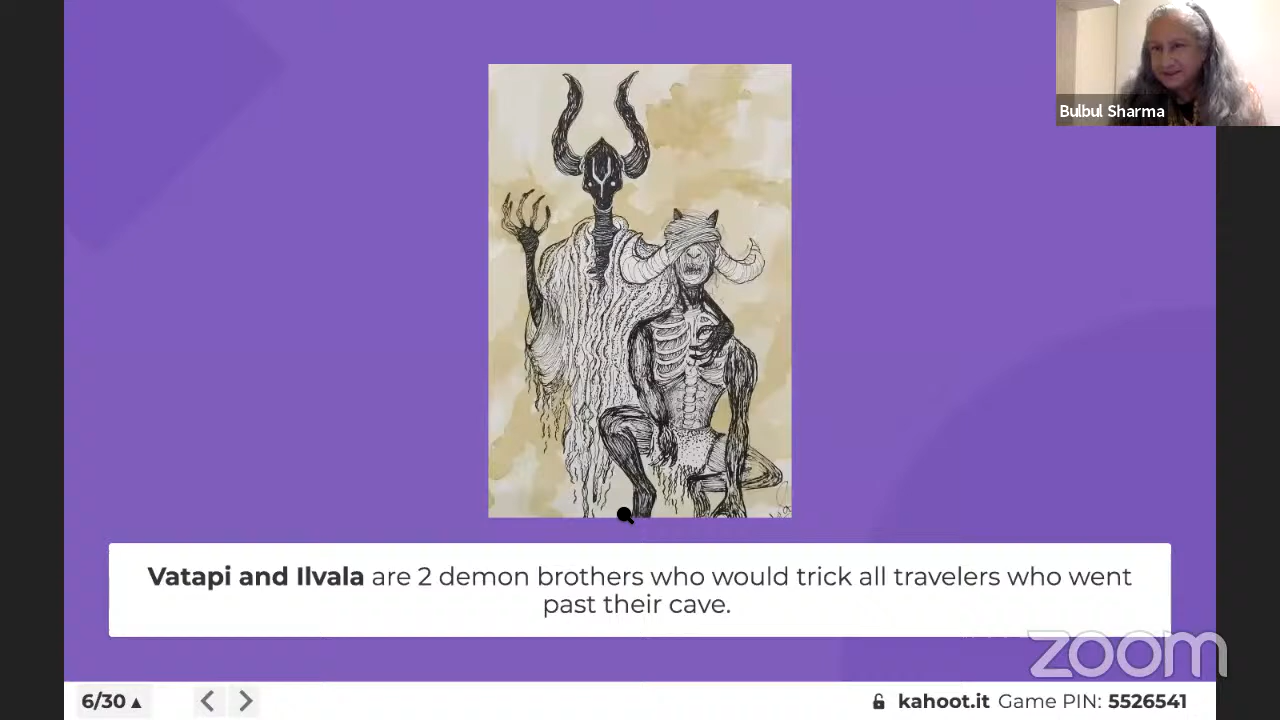 Bulbul Sharma
Vatapi and Ilvala are 2 demon brothers who would trick all travelers who went
past their cave.
zoom
6/30
kahoot.it Game PIN: 5526541